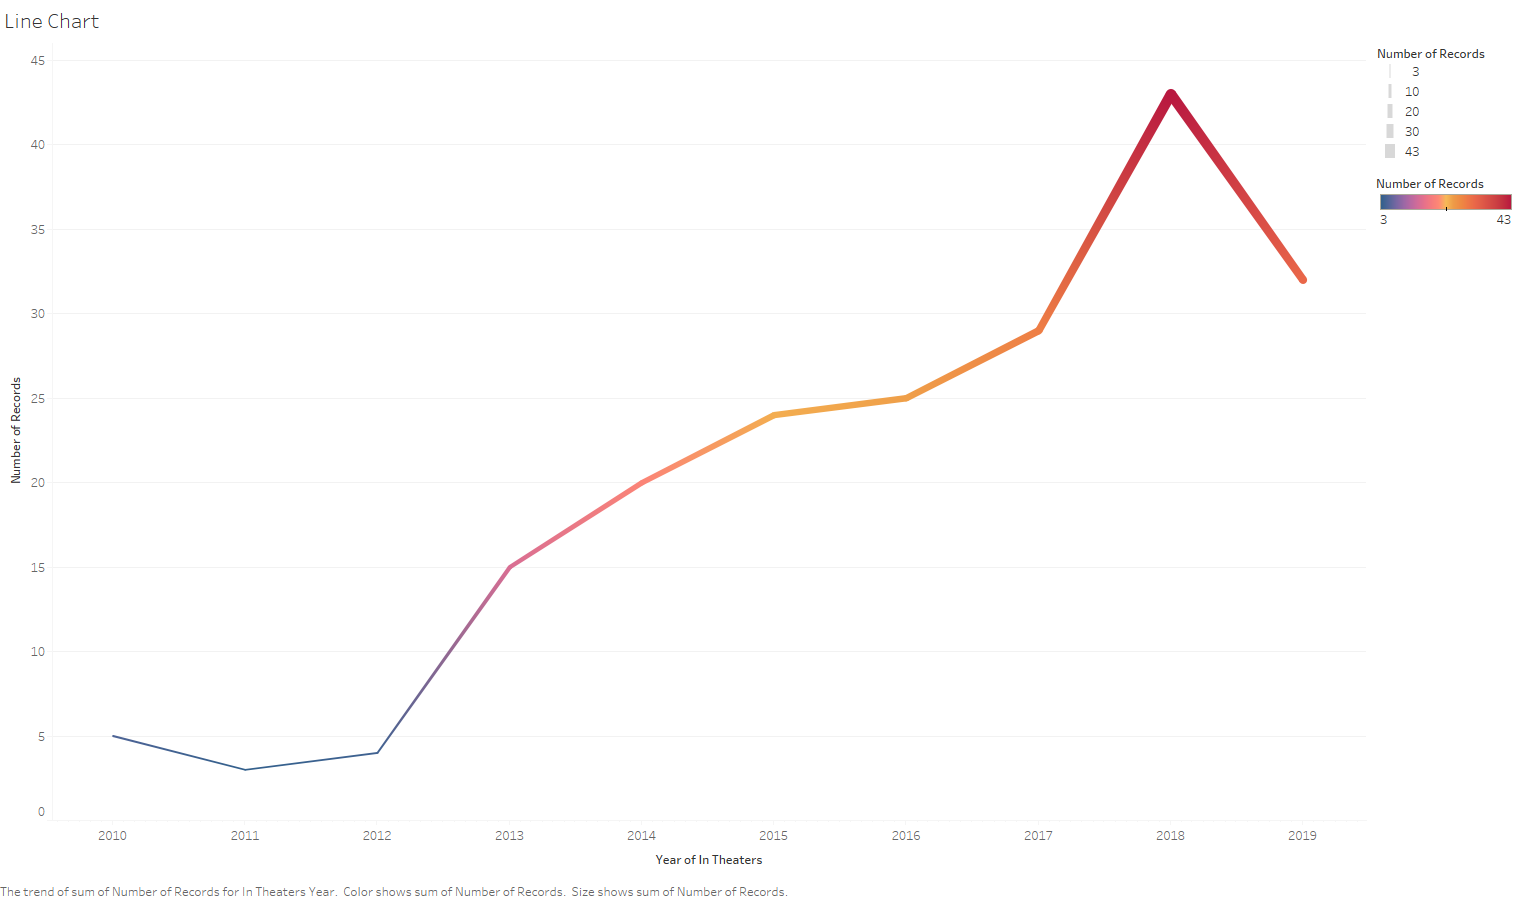 Line Chart
45
40
35
30
25
20
15
10
5
0
Number of Records
2010 2011 2012 2013 2014 2015 2016 2017 2018 2019
Year of In Theaters
Number of Records
3
10
20
30
43
Number of Records
3 43
The trend of sum of Number of Records for In Theaters Year. Color shows sum of Number of Records. Size shows sum of Number of Records.